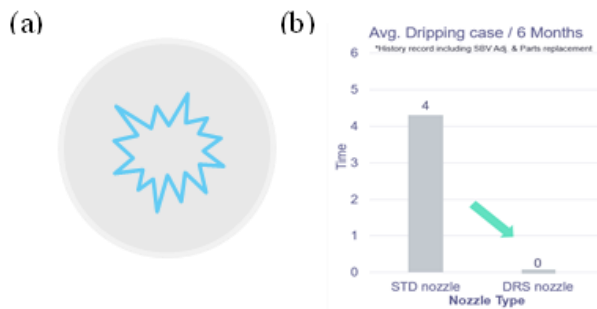 (a)
(b)
Avg. Dripping case / 6 Months
*History record including SBV Adj. & Parts replacement
6
5
4
3
2
1
0
Time
4
0
STD nozzle
DRS nozzle
Nozzle Type